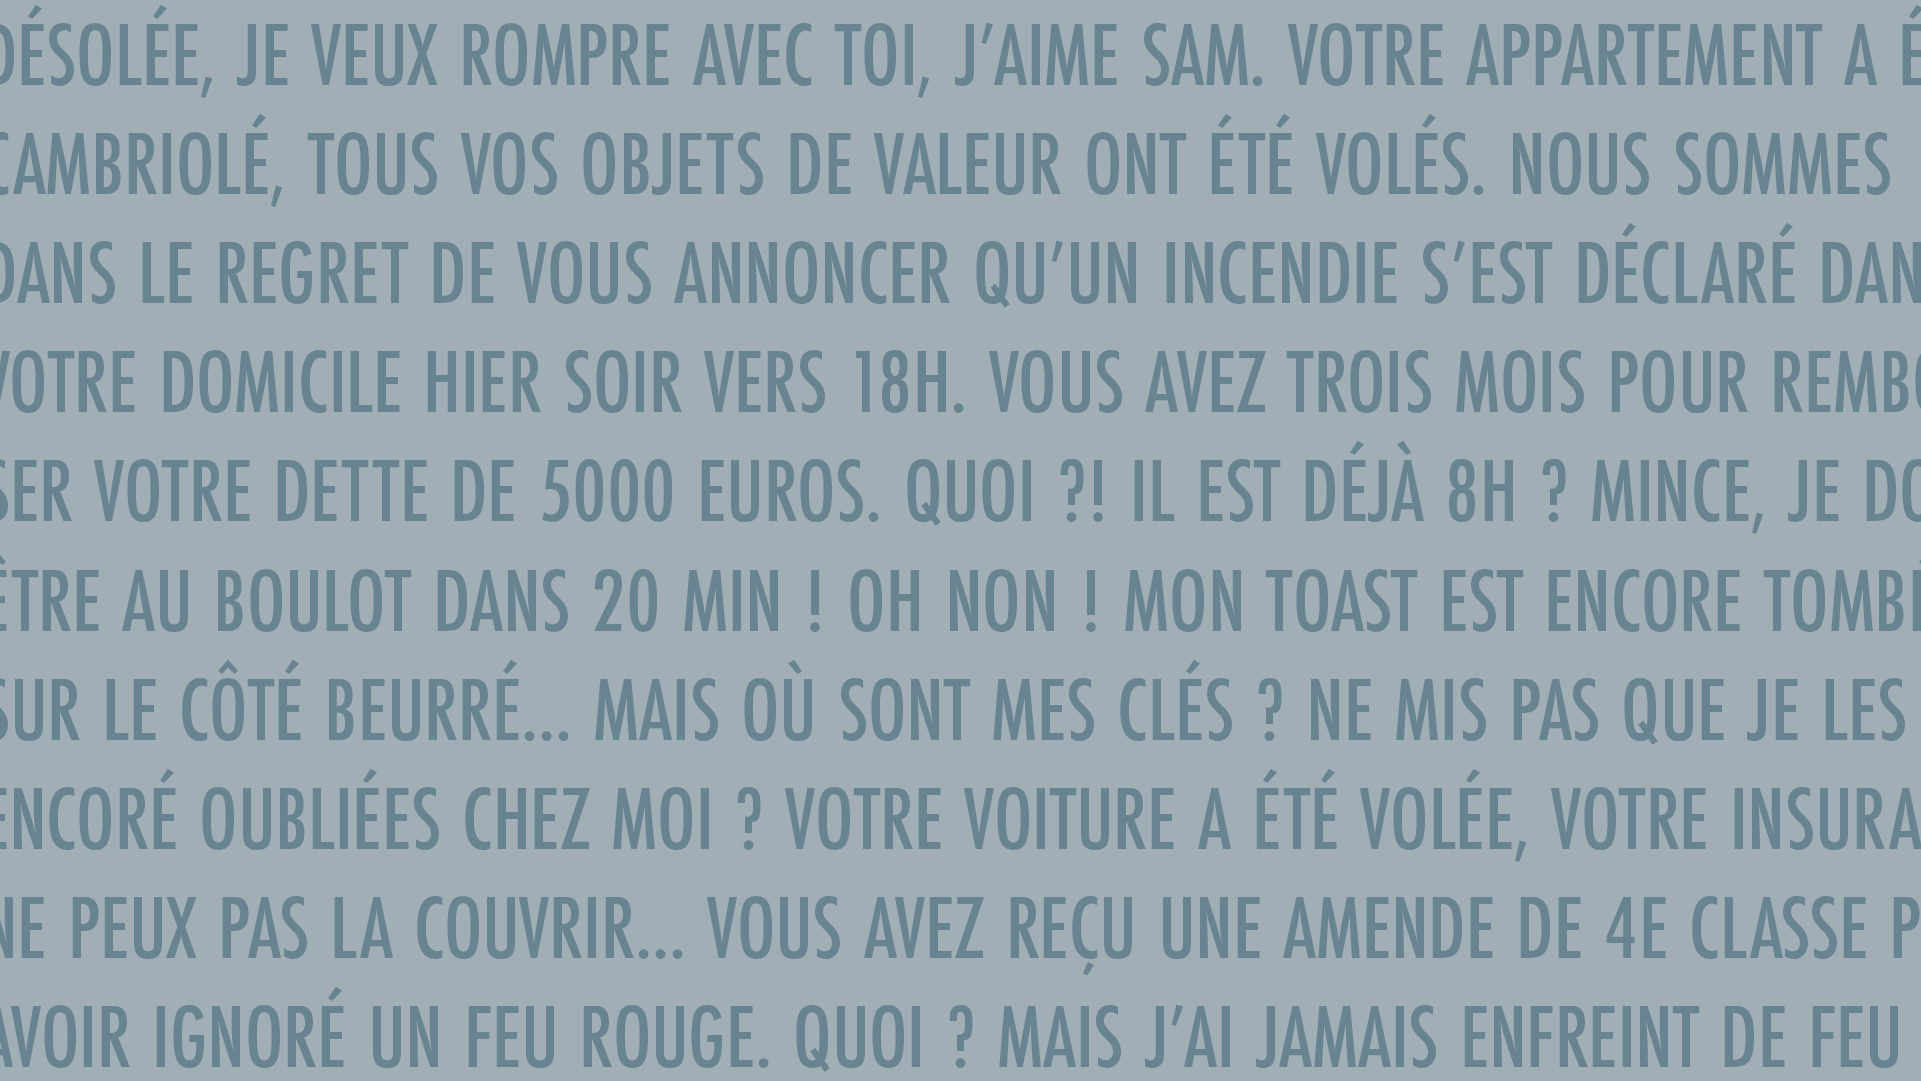 DÉSOLÉE, JE VEUX ROMPRE AVEC TOI, J’AIME SAM. VOTRE APPARTEMENT A É
CAMBRIOLÉ, TOUS VOS OBJETS DE VALEUR ONT ÉTÉ VOLÉS. NOUS SOMMES
DANS LE REGRET DE VOUS ANNONCER QU’UN INCENDIE S’EST DÉCLARÉ DAN
VOTRE DOMICILE HIER SOIR VERS 18H. VOUS AVEZ TROIS MOIS POUR REMBO
SER VOTRE DETTE DE 5000 EUROS. QUOI ?! IL EST DÉJÀ 8H ? MINCE, JE DO
ÊTRE AU BOULOT DANS 20 MIN ! OH NON ! MON TOAST EST ENCORE TOMBÉ
SUR LE CÔTÉ BEURRÉ... MAIS OÙ SONT MES CLÉS ? NE MIS PAS QUE JE LES
ENCORÉ OUBLIÉES CHEZ MOI ? VOTRE VOITURE A ÉTÉ VOLÉE, VOTRE INSURA
NE PEUX PAS LA COUVRIR... VOUS AVEZ REÇU UNE AMENDE DE 4E CLASSE P
AVOIR IGNORÉ UN FEU ROUGE. QUOI ? MAIS J’AI JAMAIS ENFREINT DE FEU